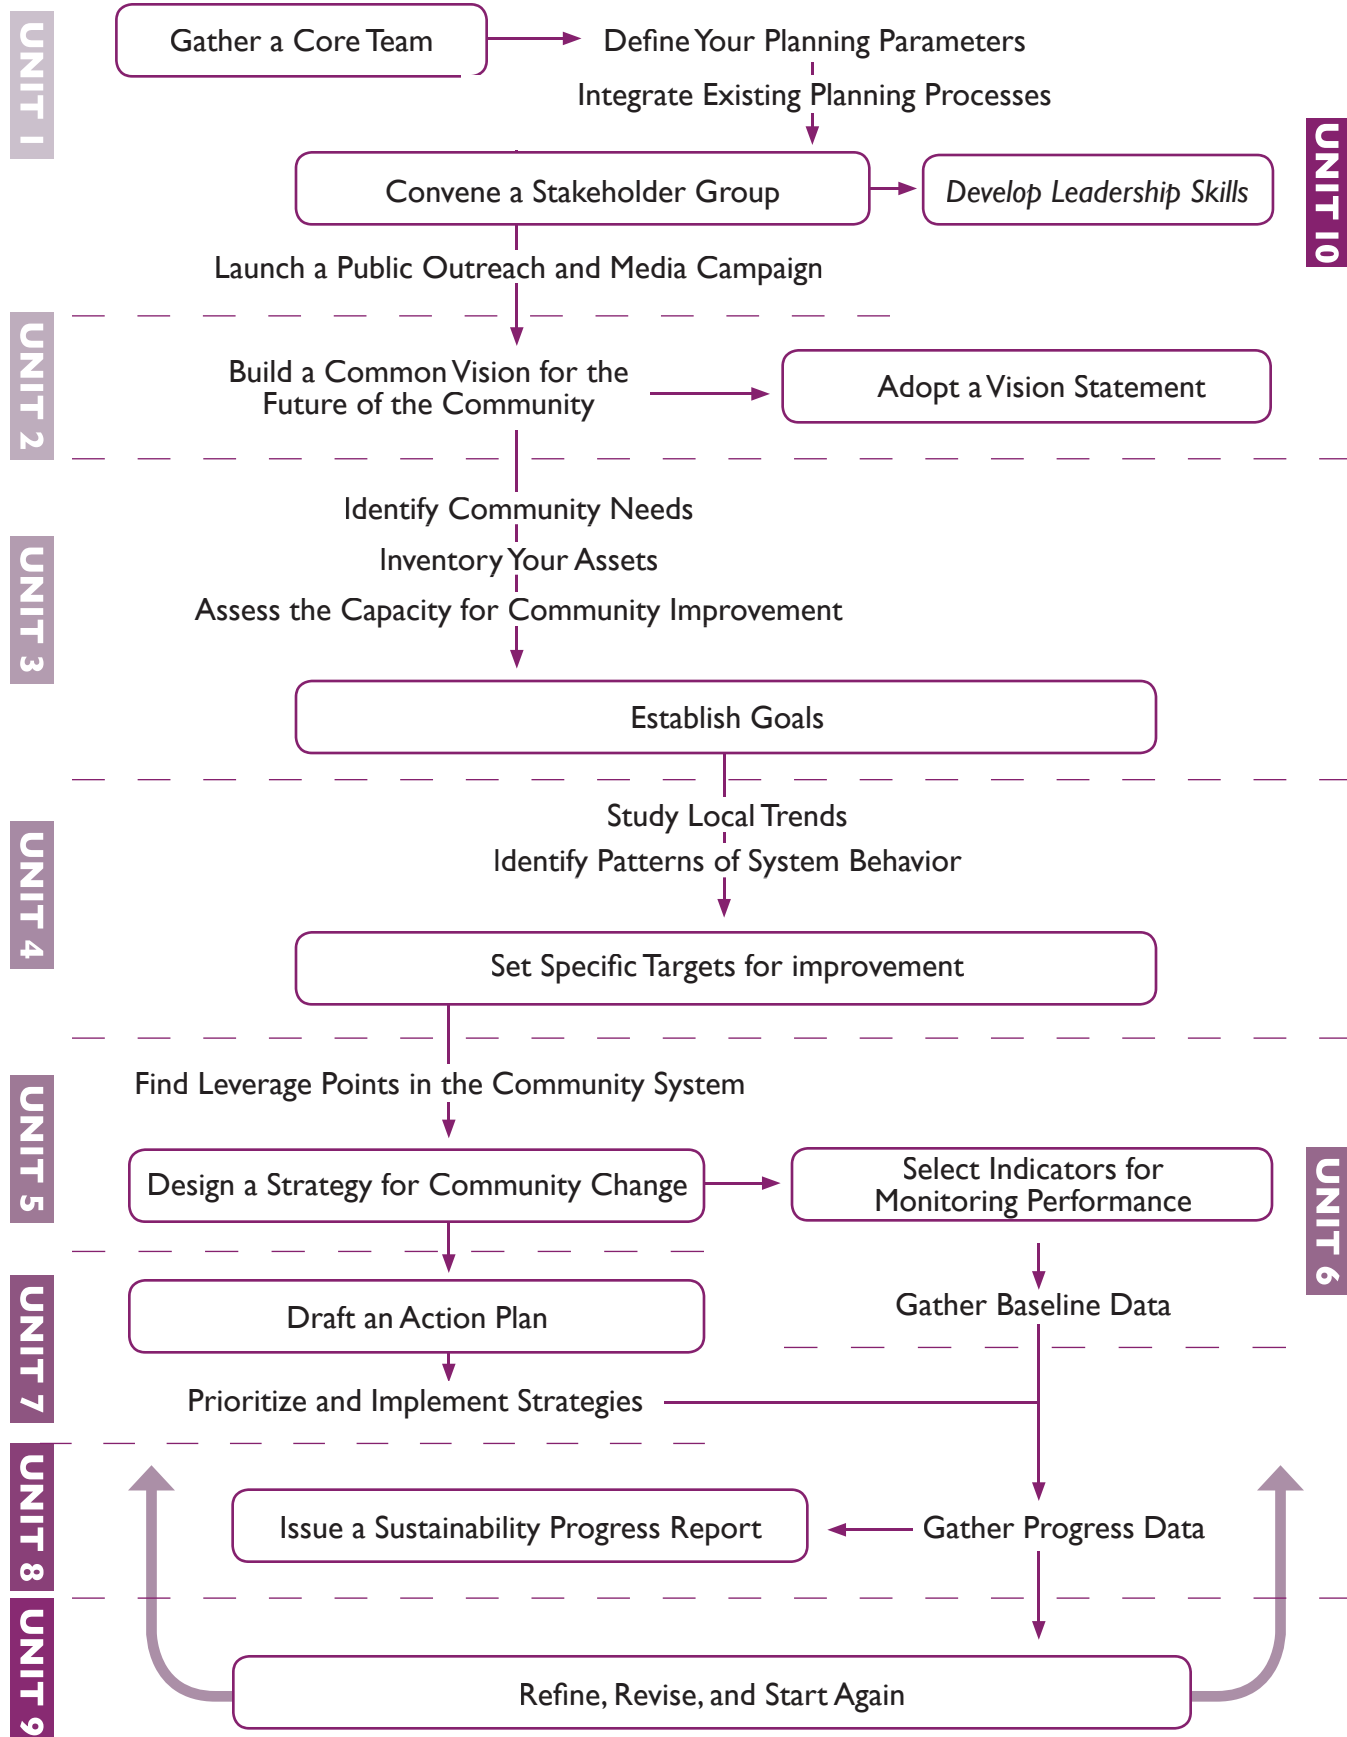 UNIT 1
Gather a Core Team
Define Your Planning Parameters
Integrate Existing Planning Processes
UNIT 10
Convene a Stakeholder Group
Develop Leadership Skills
Launch a Public Outreach and Media Campaign
UNIT 2
Build a Common Vision for the
Future of the Community
Adopt a Vision Statement
UNIT 3
Identify Community Needs
Inventory Your Assets
Assess the Capacity for Community Improvement
Establish Goals
UNIT 4
Study Local Trends
Identify Patterns of System Behavior
Set Specific Targets for improvement
UNIT 5
Find Leverage Points in the Community System
Design a Strategy for Community Change
Select Indicators for
Monitoring Performance
UNIT 6
Gather Baseline Data
UNIT 7
Draft an Action Plan
Prioritize and Implement Strategies
UNIT 8
Issue a Sustainability Progress Report
Gather Progress Data
UNIT 9
Refine, Revise, and Start Again